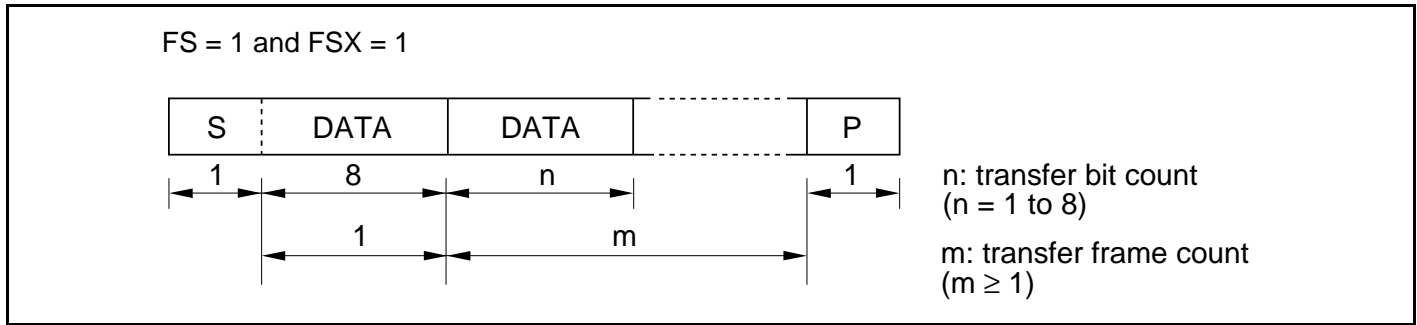 FS = 1 and FSX = 1
S DATA DATA P
1 8 n 1
1 m
n: transfer bit count
(n = 1 to 8)
m: transfer frame count
(m ≥ 1)